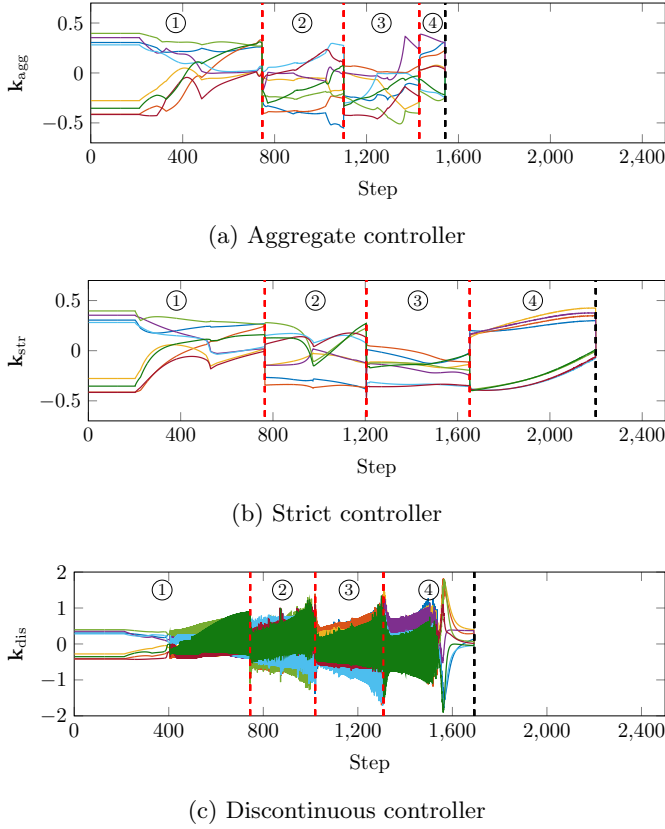 ① ② ③ ④
0.5
0
−0.5
k_agg
0 400 800 1,200 1,600 2,000 2,400
Step
(a) Aggregate controller
① ② ③ ④
0.5
0
−0.5
k_str
0 400 800 1,200 1,600 2,000 2,400
Step
(b) Strict controller
① ② ③ ④
2
1
0
−1
−2
k_dis
0 400 800 1,200 1,600 2,000 2,400
Step
(c) Discontinuous controller